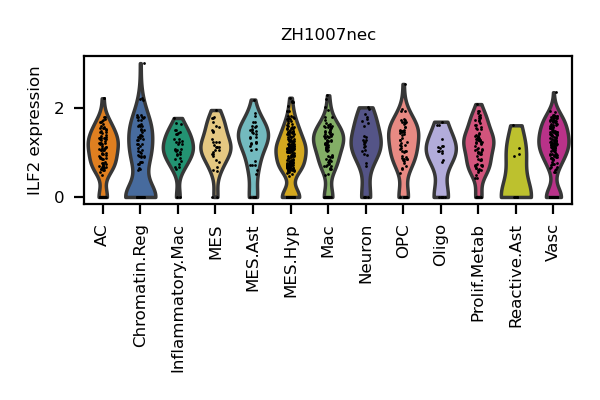 ZH1007nec
ILF2 expression
2
0
AC
Chromatin.Reg
Inflammatory.Mac
MES
MES.Ast
MES.Hyp
Mac
Neuron
OPC
Oligo
Prolif.Metab
Reactive.Ast
Vasc